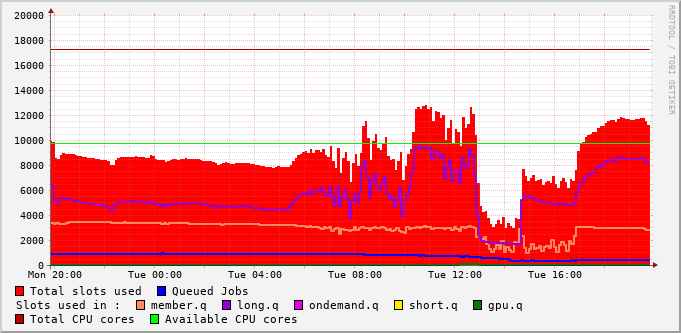 20000
18000
16000
14000
12000
10000
8000
6000
4000
2000
0
Mon 20:00 Tue 00:00 Tue 04:00 Tue 08:00 Tue 12:00 Tue 16:00
Total slots used Queued Jobs
Slots used in : member.q long.q ondemand.q short.q gpu.q
Total CPU cores Available CPU cores
RRDTOOL / TOBI OETIKER